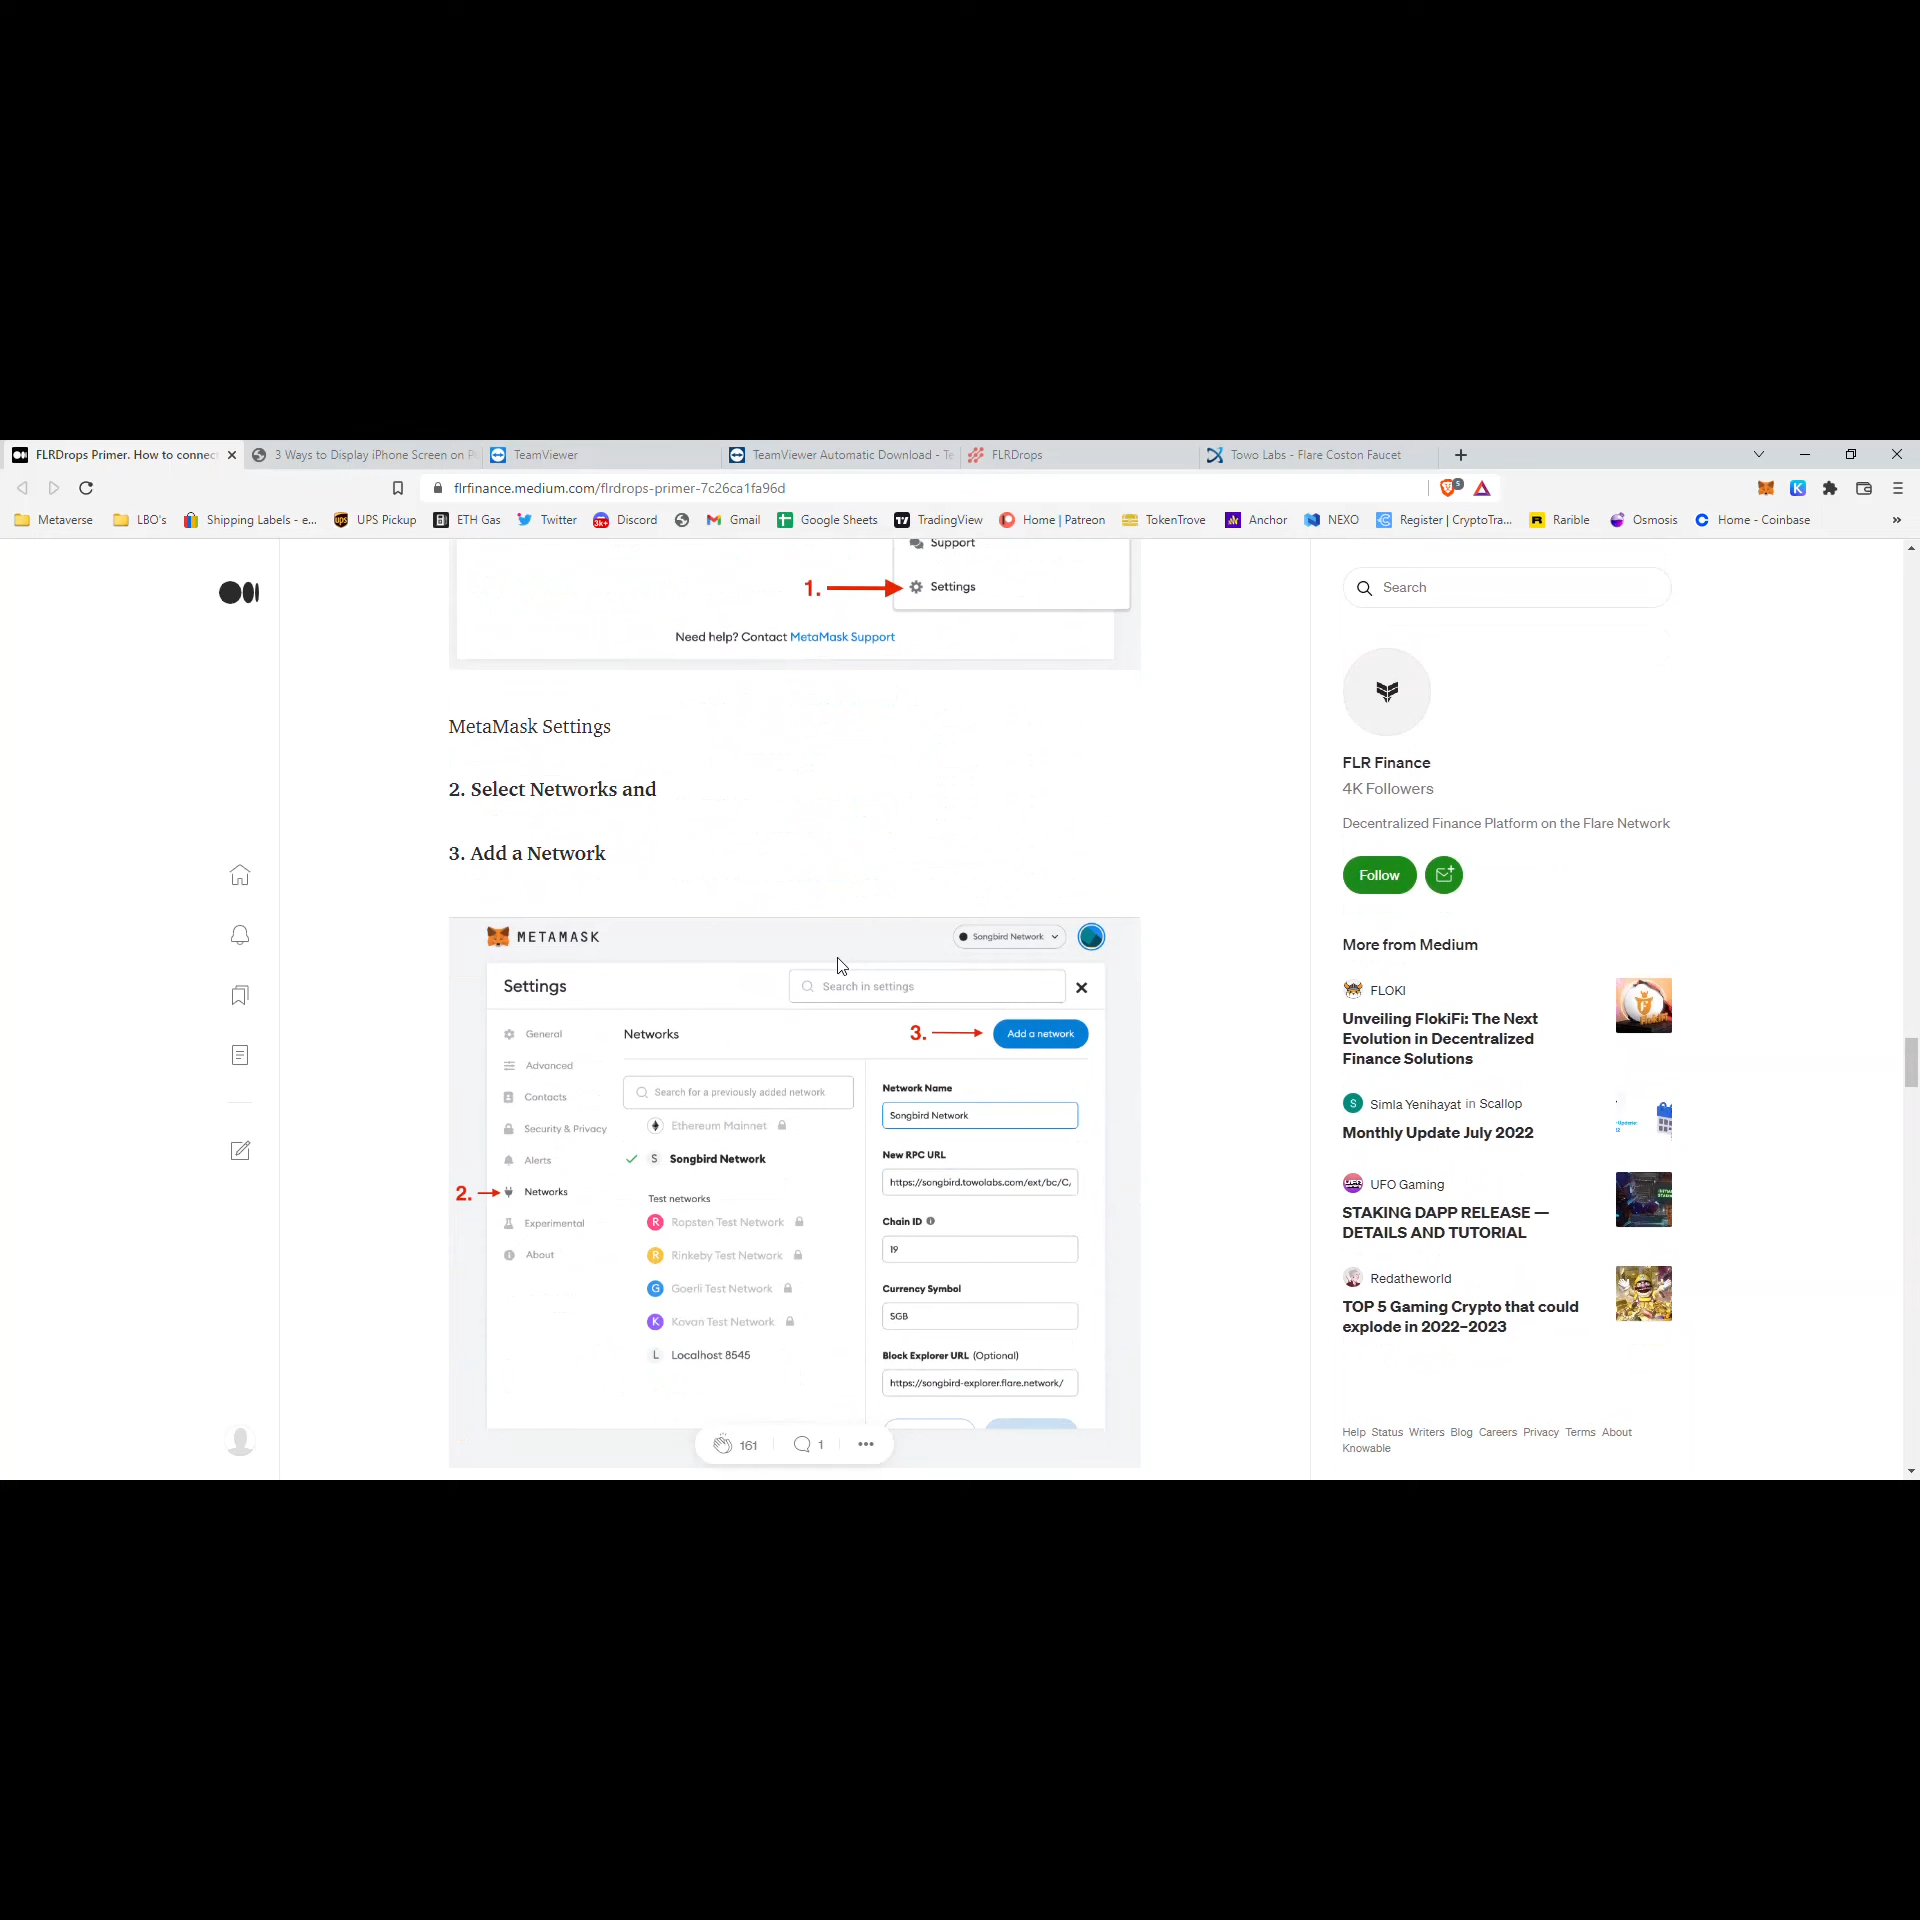 FLRDrops Primer. How to connec
3 Ways to Display iPhone Screen on P
TeamViewer
TeamViewer Automatic Download - Te
FLRDrops
Towo Labs - Flare Coston Faucet
flrfinance.medium.com/flrdrops-primer-7c26ca1fa96d
5
Metaverse
LBO's
Shipping Labels - e...
UPS Pickup
ETH Gas
Twitter
3k+
Discord
Gmail
Google Sheets
TradingView
Home | Patreon
TokenTrove
Anchor
NEXO
Register | CryptoTra...
Rarible
Osmosis
Home - Coinbase
»
Support
1.
Settings
Need help? Contact MetaMask Support
MetaMask Settings
2. Select Networks and
3. Add a Network
METAMASK
Songbird Network
Settings
Search in settings
General
Advanced
Contacts
Security & Privacy
Alerts
2.
Networks
Experimental
About
Networks
3.
Add a network
Search for a previously added network
Ethereum Mainnet
S Songbird Network
Test networks
R Ropsten Test Network
R Rinkeby Test Network
G Goerli Test Network
K Kovan Test Network
L Localhost 8545
Network Name
Songbird Network
New RPC URL
https://songbird.towolabs.com/ext/bc/C,
Chain ID
19
Currency Symbol
SGB
Block Explorer URL (Optional)
https://songbird-explorer.flare.network/
161
1
Search
FLR Finance
4K Followers
Decentralized Finance Platform on the Flare Network
Follow
More from Medium
FLOKI
Unveiling FlokiFi: The Next
Evolution in Decentralized
Finance Solutions
S Simla Yenihayat in Scallop
Monthly Update July 2022
UFO Gaming
STAKING DAPP RELEASE —
DETAILS AND TUTORIAL
Redatheworld
TOP 5 Gaming Crypto that could
explode in 2022–2023
Help Status Writers Blog Careers Privacy Terms About
Knowable